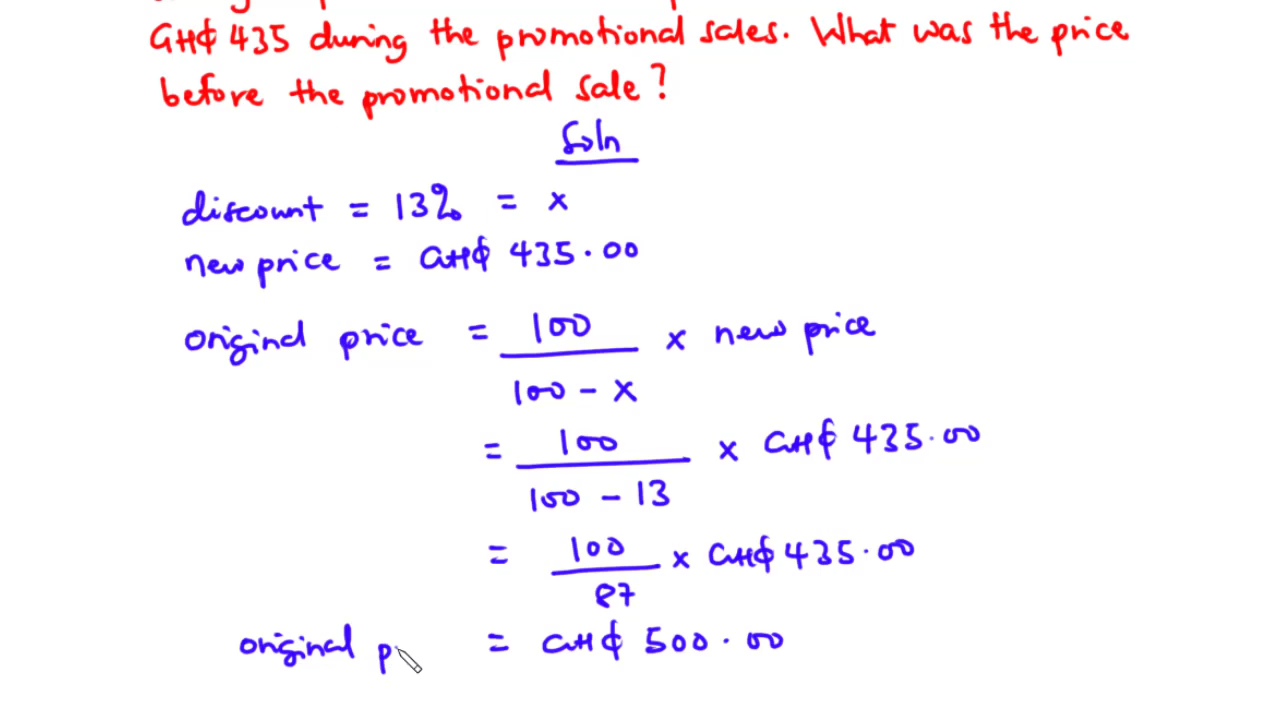 GH₵ 435 during the promotional sales. What was the price
before the promotional sale?
Soln
discount = 13% = x
new price = GH₵ 435.00
original price = 100 / 100 - x × new price
= 100 / 100 - 13 × GH₵ 435.00
= 100 / 87 × GH₵ 435.00
original p = GH₵ 500.00